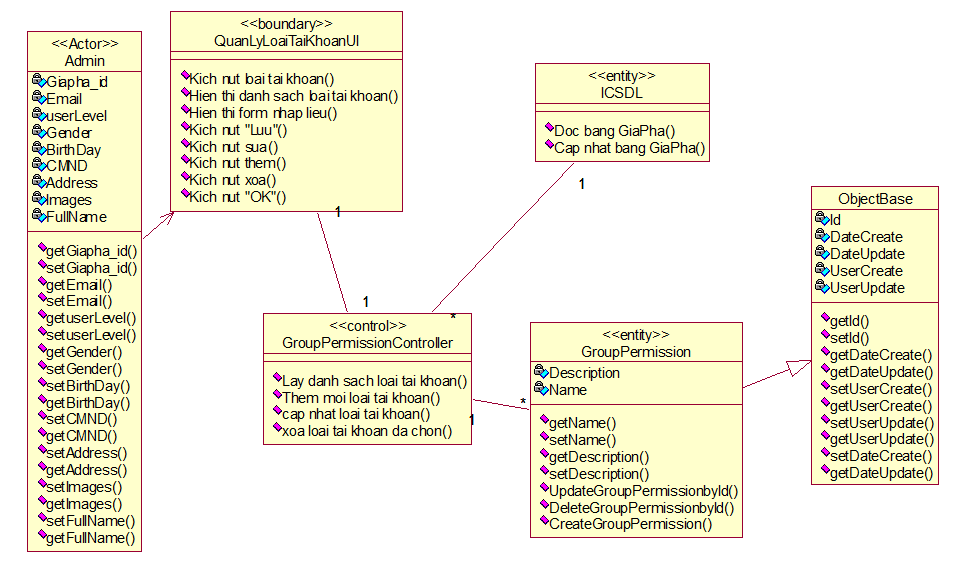 <<Actor>>
Admin
Giapha_id
Email
userLevel
Gender
BirthDay
CMND
Address
Images
FullName
getGiapha_id()
setGiapha_id()
getEmail()
setEmail()
getuserLevel()
setuserLevel()
getGender()
setGender()
setBirthDay()
getBirthDay()
setCMND()
getCMND()
setAddress()
getAddress()
setImages()
getImages()
setFullName()
getFullName()
<<boundary>>
QuanLyLoaiTaiKhoanUI
Kich nut loai tai khoan()
Hien thi danh sach loai tai khoan()
Hien thi form nhap lieu()
Kich nut "Luu"()
Kich nut sua()
Kich nut them()
Kich nut xoa()
Kich nut "OK"()
1
1
<<entity>>
ICSDL
Doc bang GiaPha()
Cap nhat bang GiaPha()
1
*
<<control>>
GroupPermissionController
Lay danh sach loai tai khoan()
Them moi loai tai khoan()
cap nhat loai tai khoan()
xoa loai tai khoan da chon()
1
*
<<entity>>
GroupPermission
Description
Name
getName()
setName()
getDescription()
setDescription()
UpdateGroupPermissionbyId()
DeleteGroupPermissionbyId()
CreateGroupPermission()
ObjectBase
Id
DateCreate
DateUpdate
UserCreate
UserUpdate
getId()
setId()
getDateCreate()
getDateUpdate()
setUserCreate()
getUserCreate()
setUserUpdate()
getUserUpdate()
setDateCreate()
getDateUpdate()